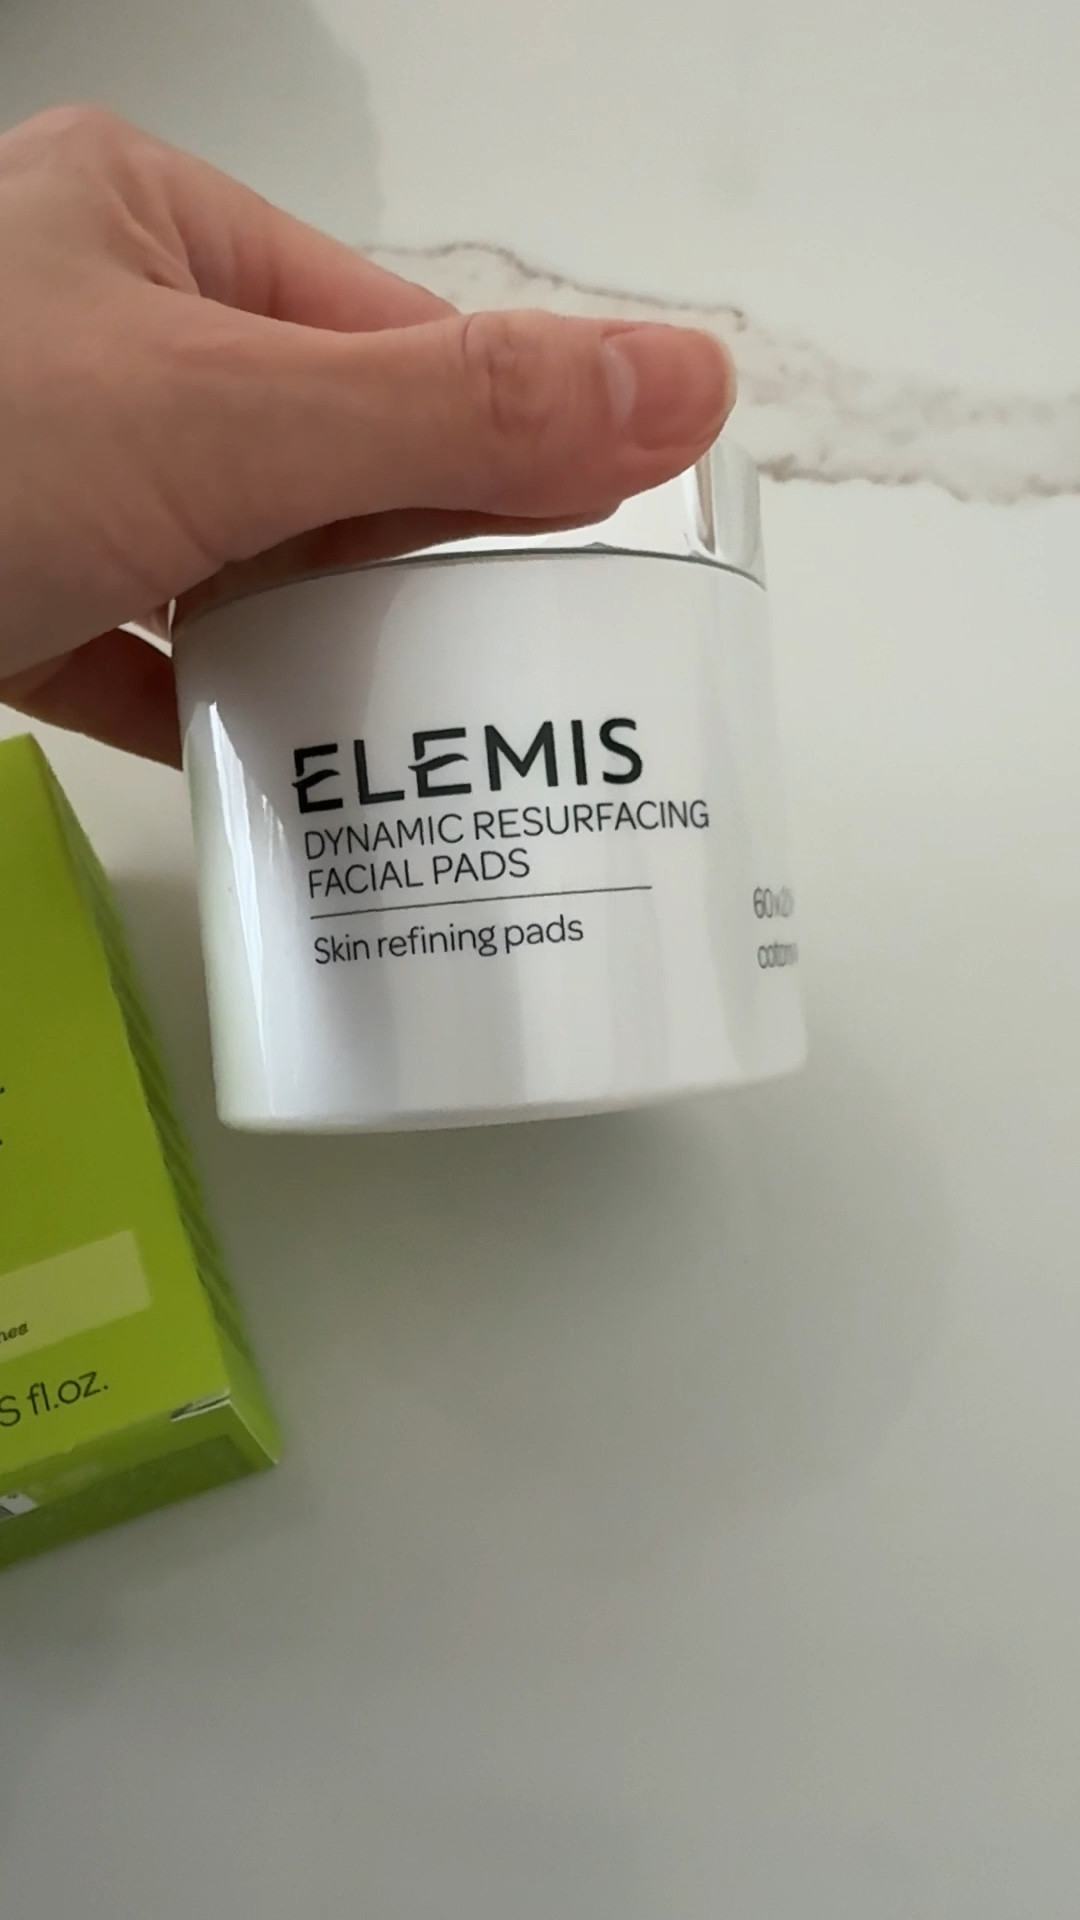 ELEMIS
DYNAMIC RESURFACING
FACIAL PADS
Skin refining pads
fl.oz.